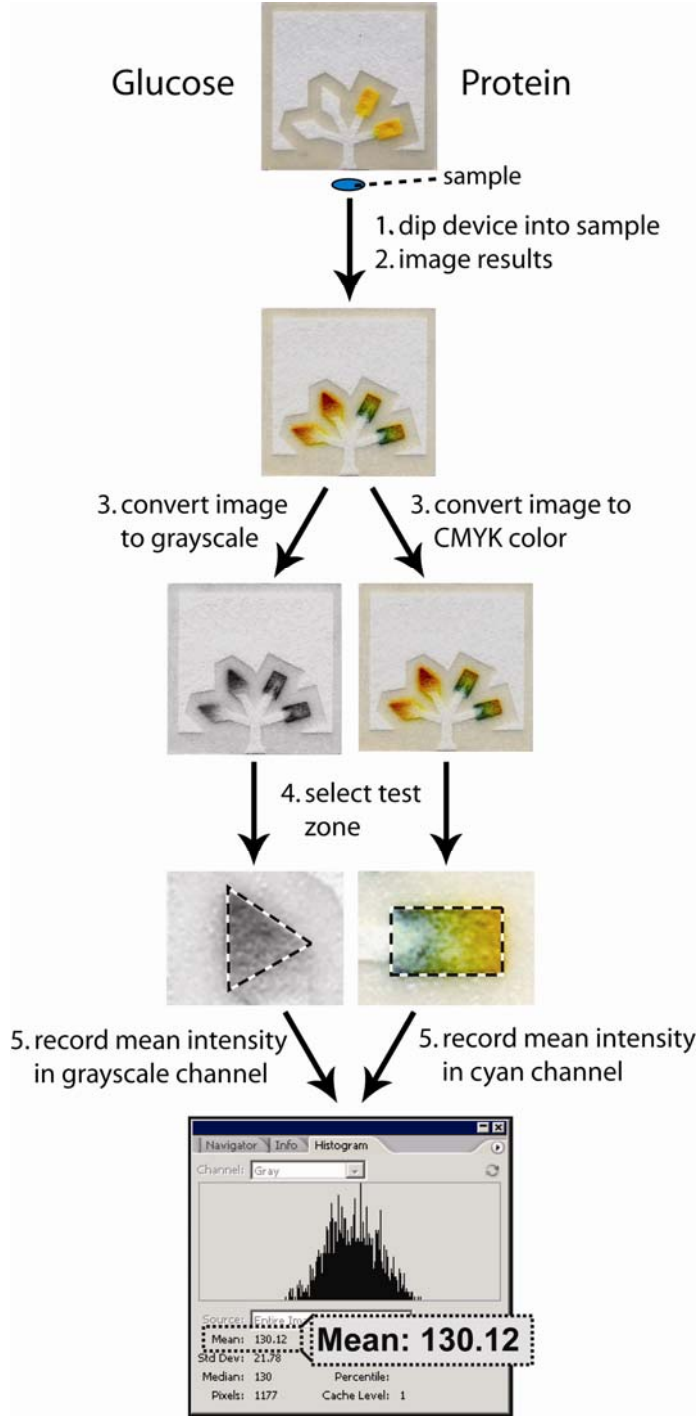 Glucose
Protein
sample
1. dip device into sample
2. image results
3. convert image
to grayscale
3. convert image to
CMYK color
4. select test
zone
5. record mean intensity
in grayscale channel
5. record mean intensity
in cyan channel
Navigator Info Histogram
Channel: Gray
Source: Entire Ima
Mean: 130.12
Mean: 130.12
Std Dev: 21.78
Median: 130 Percentile:
Pixels: 1177 Cache Level: 1